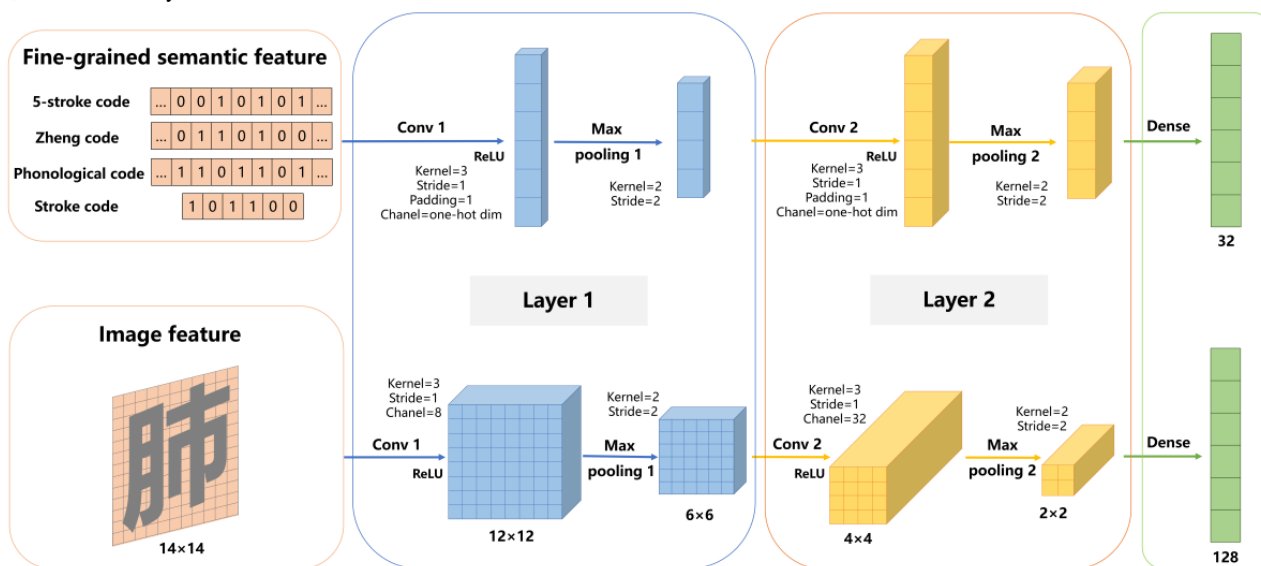 Fine-grained semantic feature
5-stroke code ... 0 0 1 0 1 0 1 ...
Zheng code ... 0 1 1 0 1 0 0 ...
Phonological code ... 1 1 0 1 1 0 1 ...
Stroke code 1 0 1 1 0 0
Conv 1
ReLU
Kernel=3
Stride=1
Padding=1
Chanel=one-hot dim
Max
pooling 1
Kernel=2
Stride=2
Conv 2
ReLU
Kernel=3
Stride=1
Padding=1
Chanel=one-hot dim
Max
pooling 2
Kernel=2
Stride=2
Dense
32
Layer 1
Layer 2
Image feature
肺
14×14
Kernel=3
Stride=1
Chanel=8
Conv 1
ReLU
12×12
Kernel=2
Stride=2
Max
pooling 1
6×6
Kernel=3
Stride=1
Chanel=32
Conv 2
ReLU
4×4
Kernel=2
Stride=2
Max
pooling 2
2×2
Dense
128